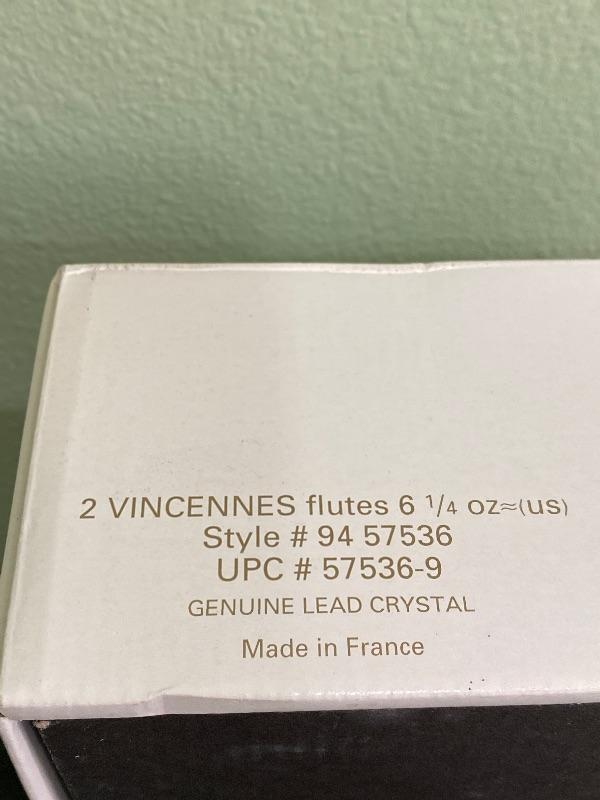 2 VINCENNES flutes 6 1/4 oz≈(us)
Style # 94 57536
UPC # 57536-9
GENUINE LEAD CRYSTAL
Made in France